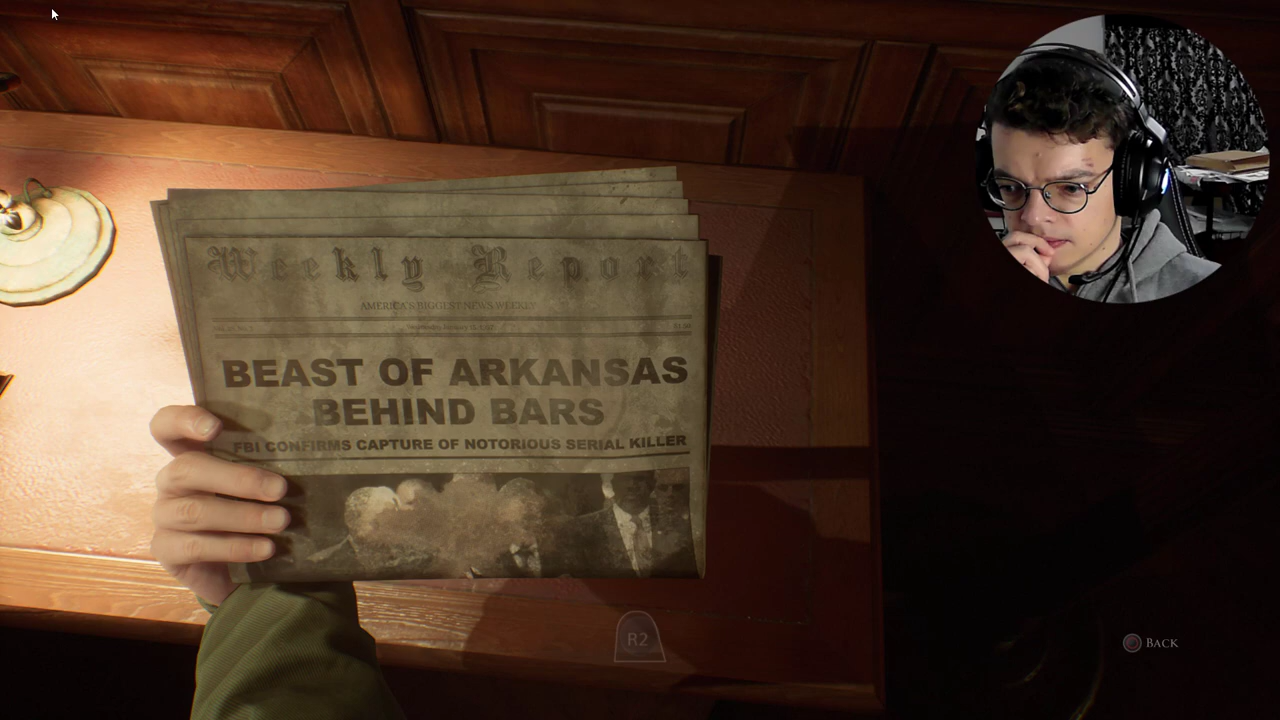 Weekly Report
AMERICA'S BIGGEST NEWS WEEKLY
BEAST OF ARKANSAS
BEHIND BARS
FBI CONFIRMS CAPTURE OF NOTORIOUS SERIAL KILLER
R2
BACK